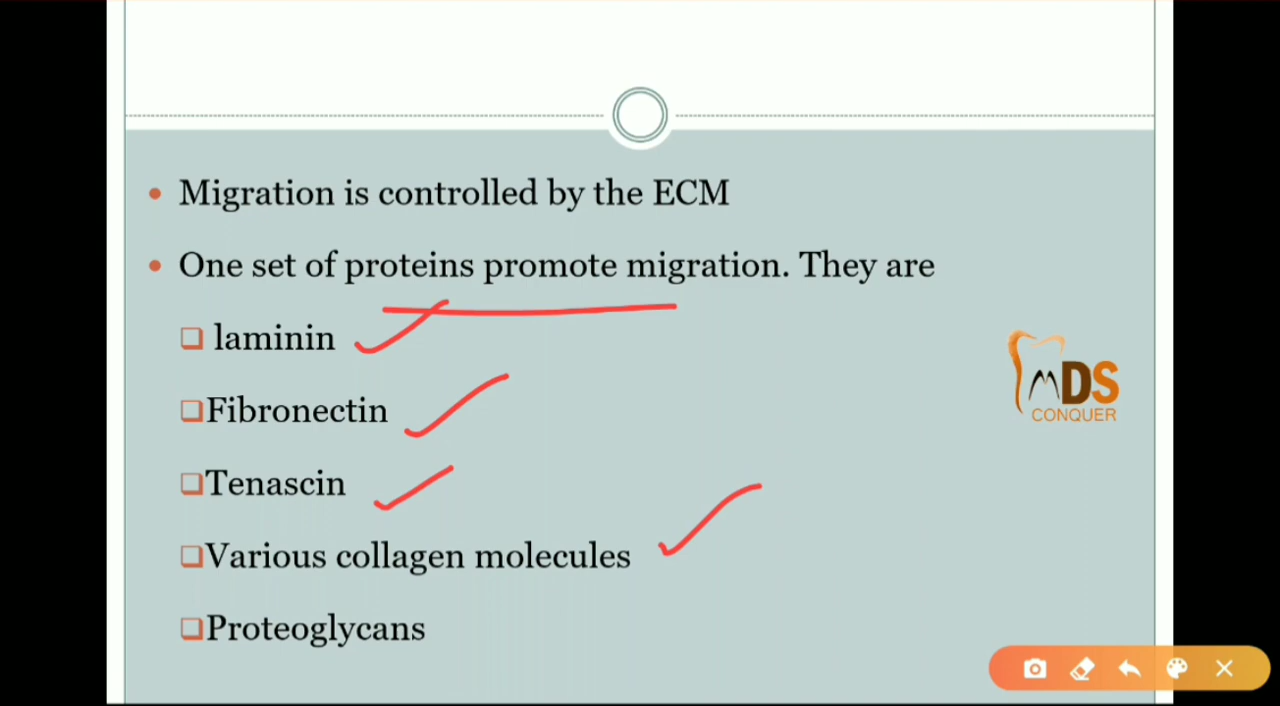 Migration is controlled by the ECM
One set of proteins promote migration. They are
laminin
Fibronectin
Tenascin
Various collagen molecules
Proteoglycans
MDS
CONQUER